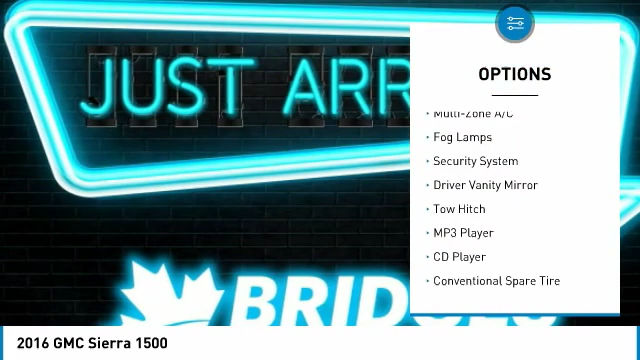 JUST ARR
OPTIONS
Multi-Zone A/C
Fog Lamps
Security System
Driver Vanity Mirror
Tow Hitch
MP3 Player
CD Player
Conventional Spare Tire
2016 GMC Sierra 1500